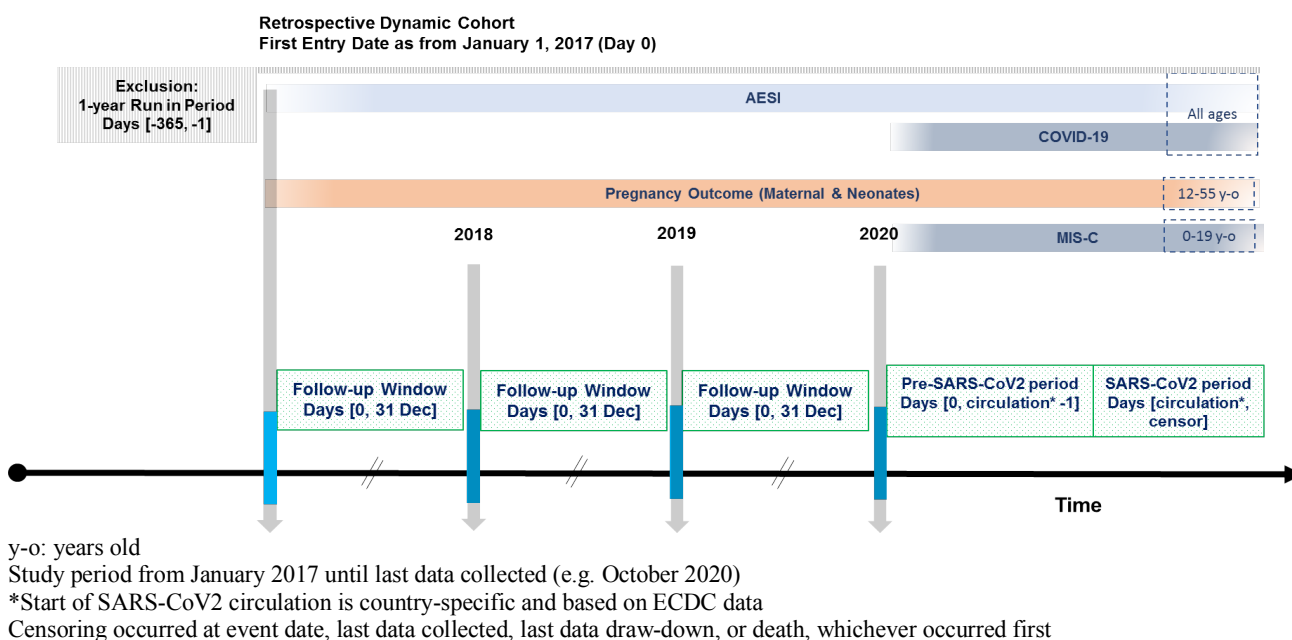 Retrospective Dynamic Cohort
First Entry Date as from January 1, 2017 (Day 0)
Exclusion:
1-year Run in Period
Days [-365, -1]
AESI
All ages
COVID-19
Pregnancy Outcome (Maternal & Neonates)
12-55 y-o
2018
2019
2020
MIS-C
0-19 y-o
Follow-up Window
Days [0, 31 Dec]
Follow-up Window
Days [0, 31 Dec]
Follow-up Window
Days [0, 31 Dec]
Pre-SARS-CoV2 period
Days [0, circulation* -1]
SARS-CoV2 period
Days [circulation*,
censor]
Time
y-o: years old
Study period from January 2017 until last data collected (e.g. October 2020)
*Start of SARS-CoV2 circulation is country-specific and based on ECDC data
Censoring occurred at event date, last data collected, last data draw-down, or death, whichever occurred first